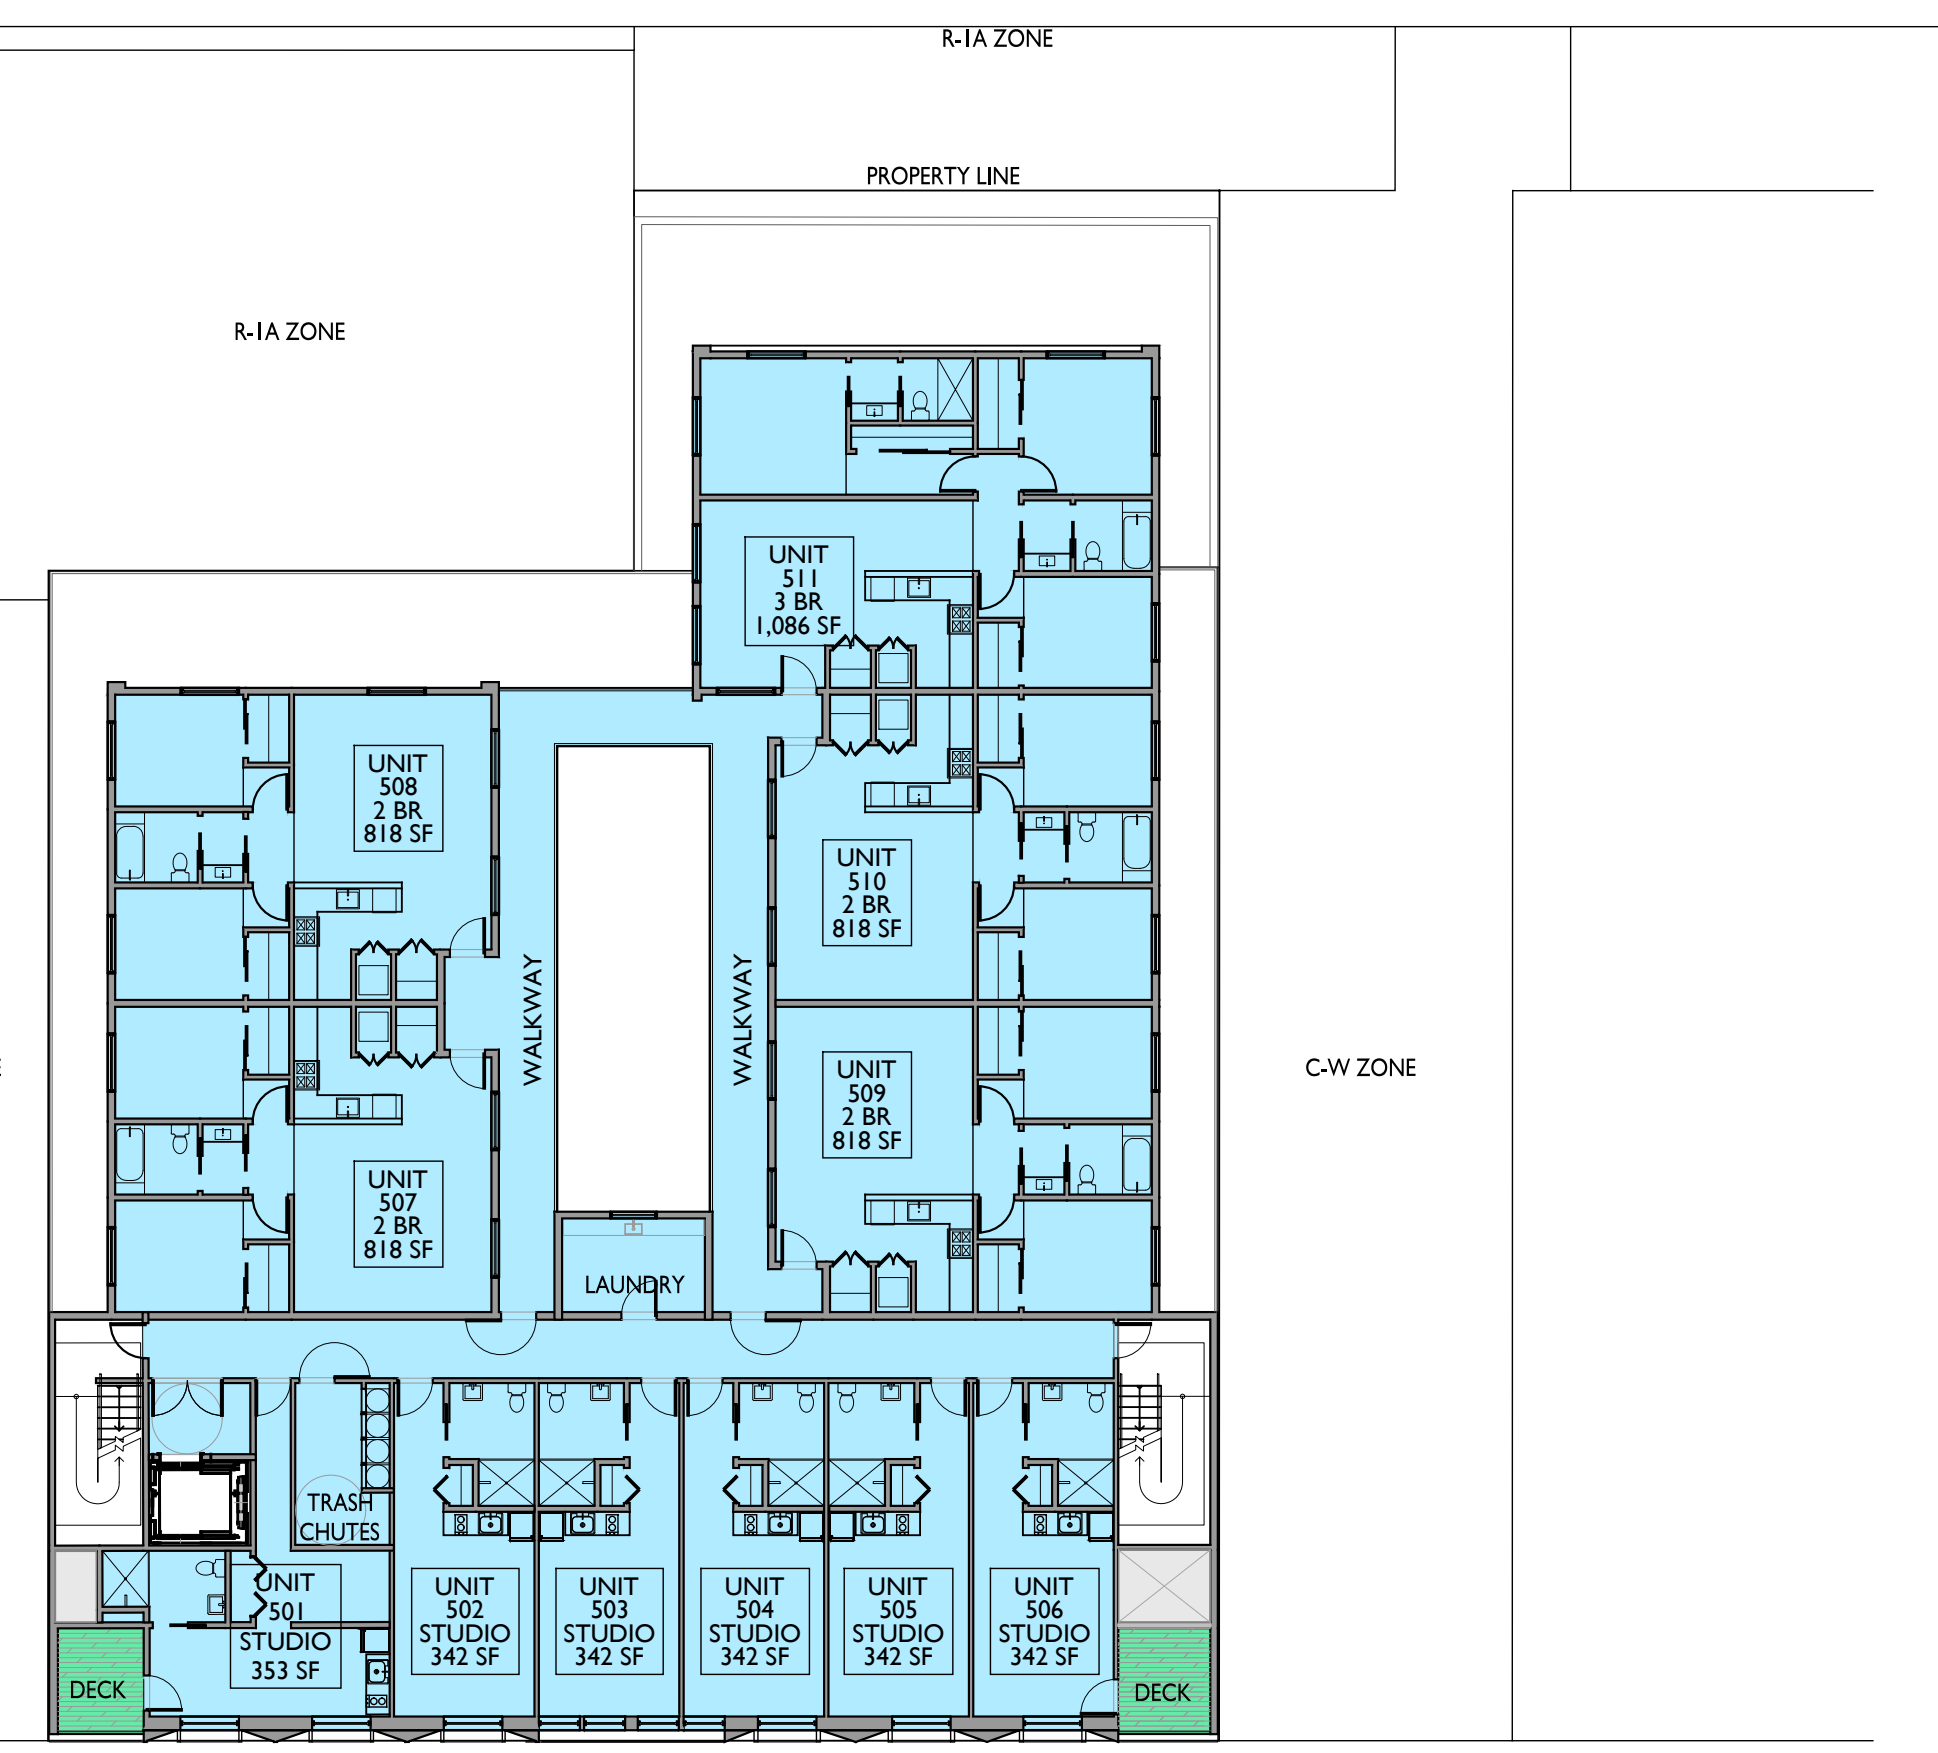 R-1A ZONE
PROPERTY LINE
R-1A ZONE
UNIT
511
3 BR
1,086 SF
UNIT
508
2 BR
818 SF
UNIT
510
2 BR
818 SF
WALKWAY
WALKWAY
UNIT
509
2 BR
818 SF
C-W ZONE
UNIT
507
2 BR
818 SF
LAUNDRY
TRASH
CHUTES
UNIT
501
STUDIO
353 SF
UNIT
502
STUDIO
342 SF
UNIT
503
STUDIO
342 SF
UNIT
504
STUDIO
342 SF
UNIT
505
STUDIO
342 SF
UNIT
506
STUDIO
342 SF
DECK
DECK